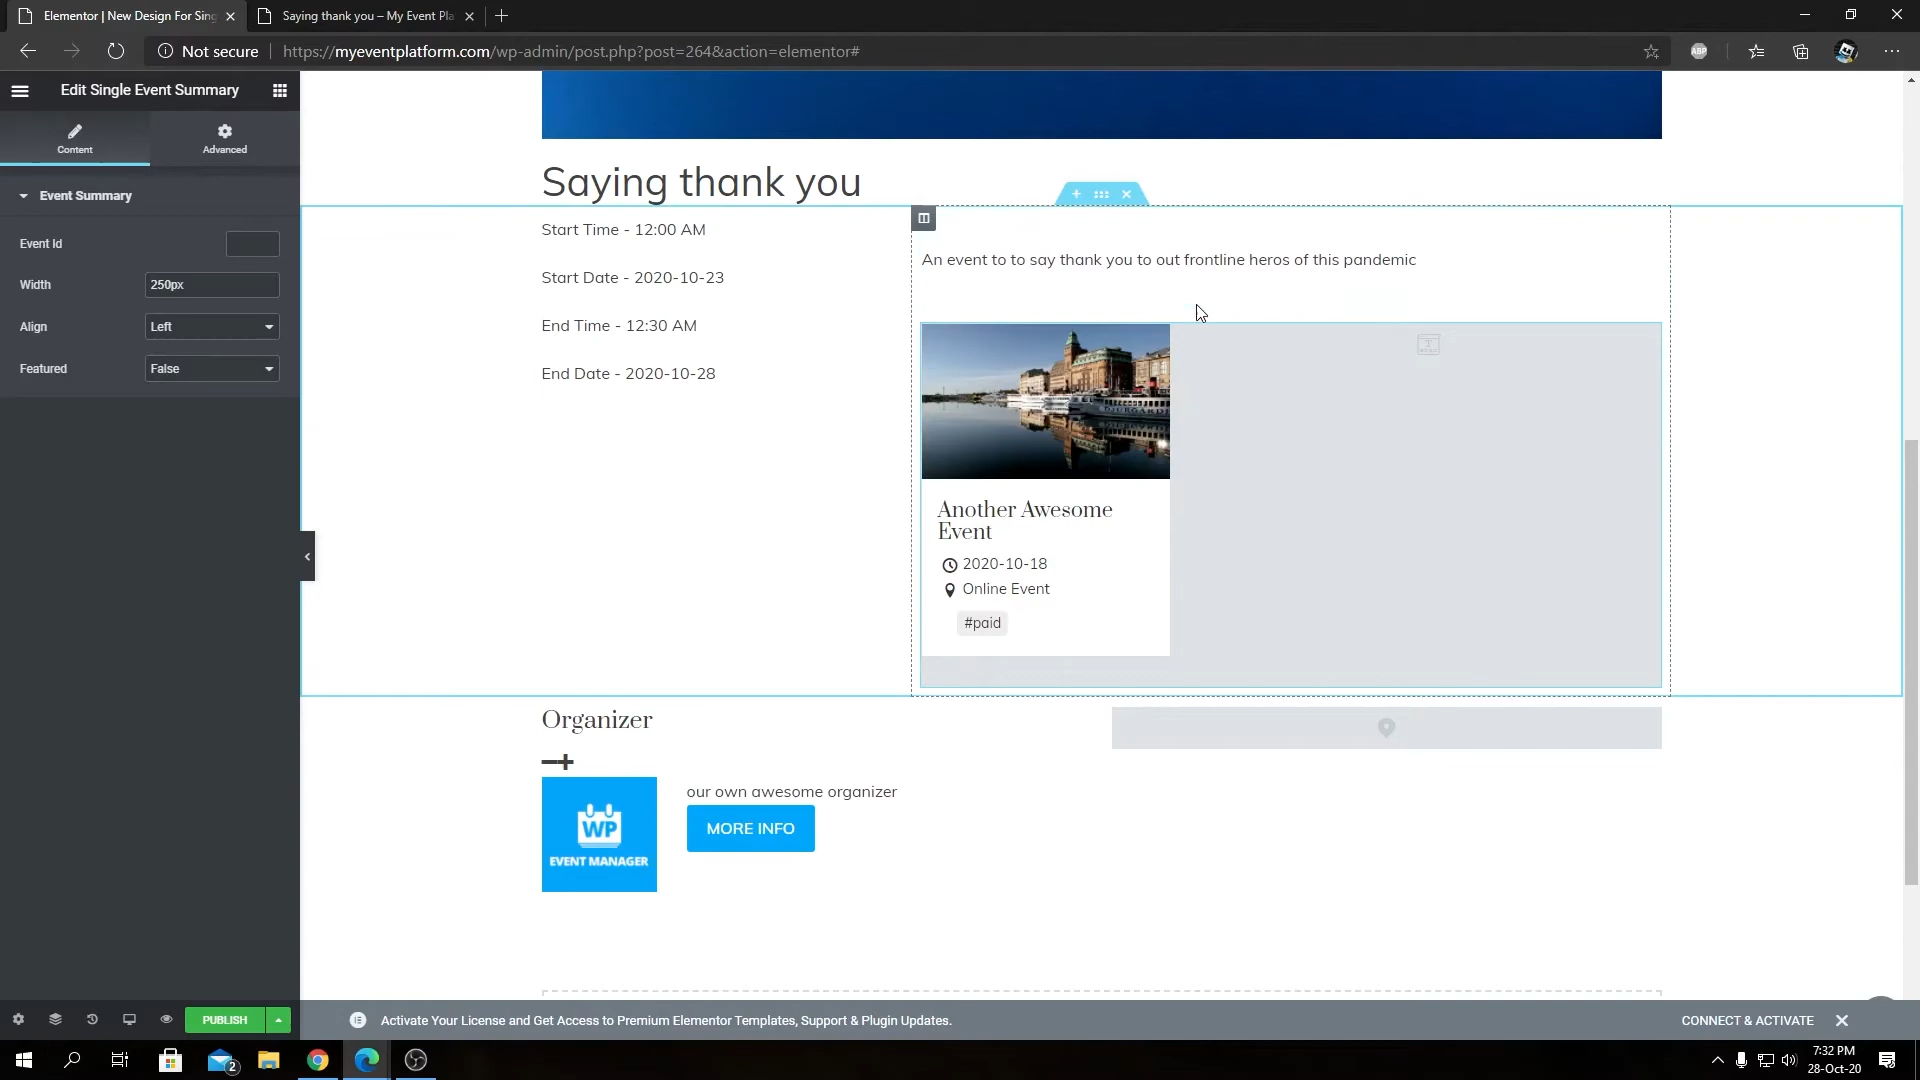 Elementor | New Design For Sing
Saying thank you – My Event Pla
Not secure
https://myeventplatform.com/wp-admin/post.php?post=264&action=elementor#
ABP
Edit Single Event Summary
Content
Advanced
Event Summary
Event Id
Width
250px
Align
Left
Featured
False
Saying thank you
Start Time - 12:00 AM
Start Date - 2020-10-23
End Time - 12:30 AM
End Date - 2020-10-28
An event to to say thank you to out frontline heros of this pandemic
Another Awesome
Event
2020-10-18
Online Event
#paid
Organizer
WP
EVENT MANAGER
our own awesome organizer
MORE INFO
PUBLISH
Activate Your License and Get Access to Premium Elementor Templates, Support & Plugin Updates.
CONNECT & ACTIVATE
2
7:32 PM
28-Oct-20